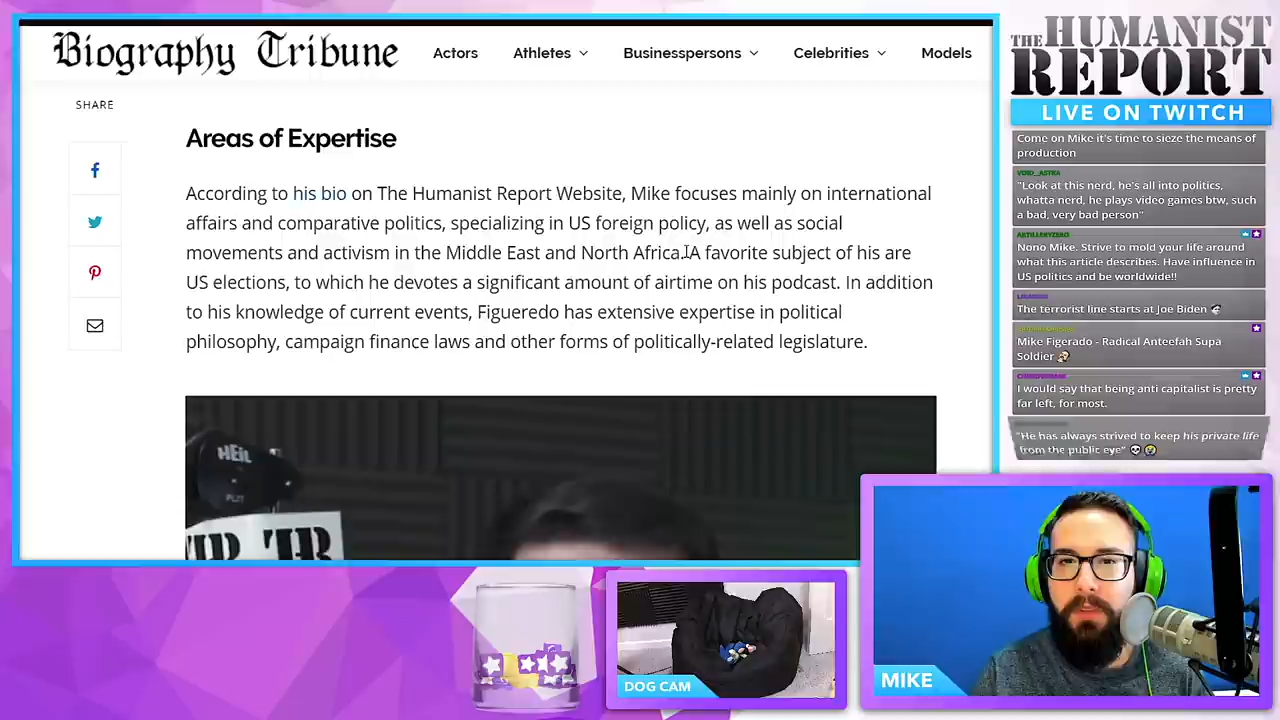 Biography Tribune
Actors
Athletes
Businesspersons
Celebrities
Models
SHARE
Areas of Expertise
According to his bio on The Humanist Report Website, Mike focuses mainly on international
affairs and comparative politics, specializing in US foreign policy, as well as social
movements and activism in the Middle East and North Africa. A favorite subject of his are
US elections, to which he devotes a significant amount of airtime on his podcast. In addition
to his knowledge of current events, Figueredo has extensive expertise in political
philosophy, campaign finance laws and other forms of politically-related legislature.
HEiL
THE HUMANIST
REPORT
LIVE ON TWITCH
Come on Mike it's time to sieze the means of
production
VOID__ASTRA
"Look at this nerd, he's all into politics,
whatta nerd, he plays video games btw, such
a bad, very bad person"
ARTILLERYZERO
Nono Mike. Strive to mold your life around
what this article describes. Have influence in
US politics and be worldwide!!
The terrorist line starts at Joe Biden
Mike Figerado - Radical Anteefah Supa
Soldier
I would say that being anti capitalist is pretty
far left, for most.
"He has always strived to keep his private life
from the public eye"
DOG CAM
MIKE